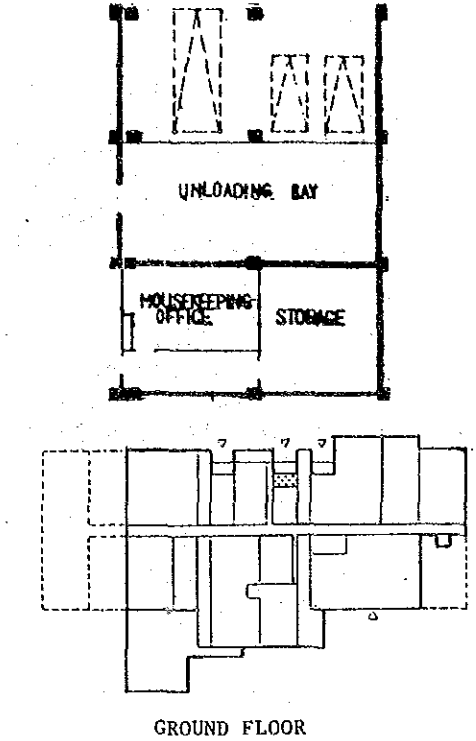 UNLOADING BAY
HOUSEKEEPING
OFFICE
STORAGE
GROUND FLOOR